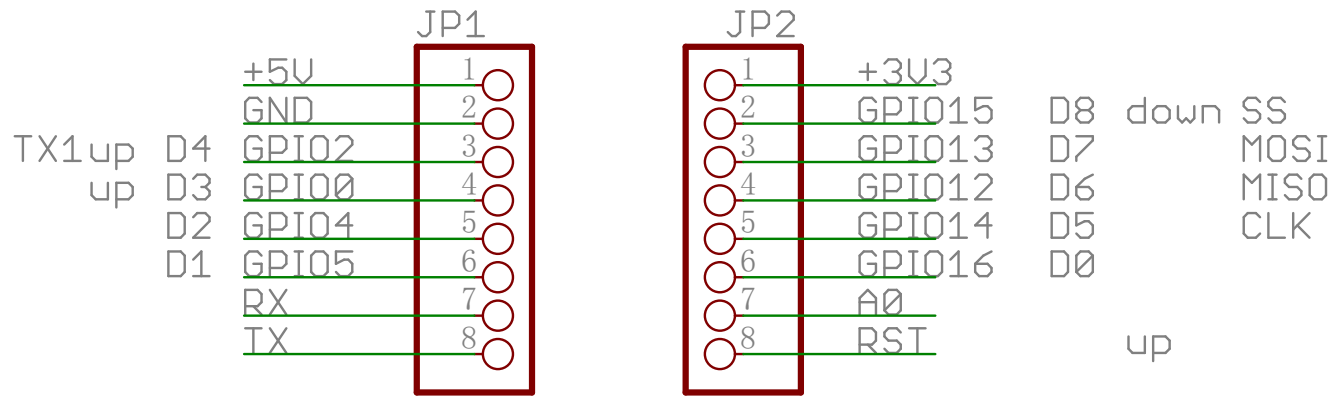 JP1 JP2
+5V 1 1 +3V3
GND 2 2 GPIO15 D8 down SS
TX1 up D4 GPIO2 3 3 GPIO13 D7 MOSI
up D3 GPIO0 4 4 GPIO12 D6 MISO
D2 GPIO4 5 5 GPIO14 D5 CLK
D1 GPIO5 6 6 GPIO16 D0
RX 7 7 A0
TX 8 8 RST up